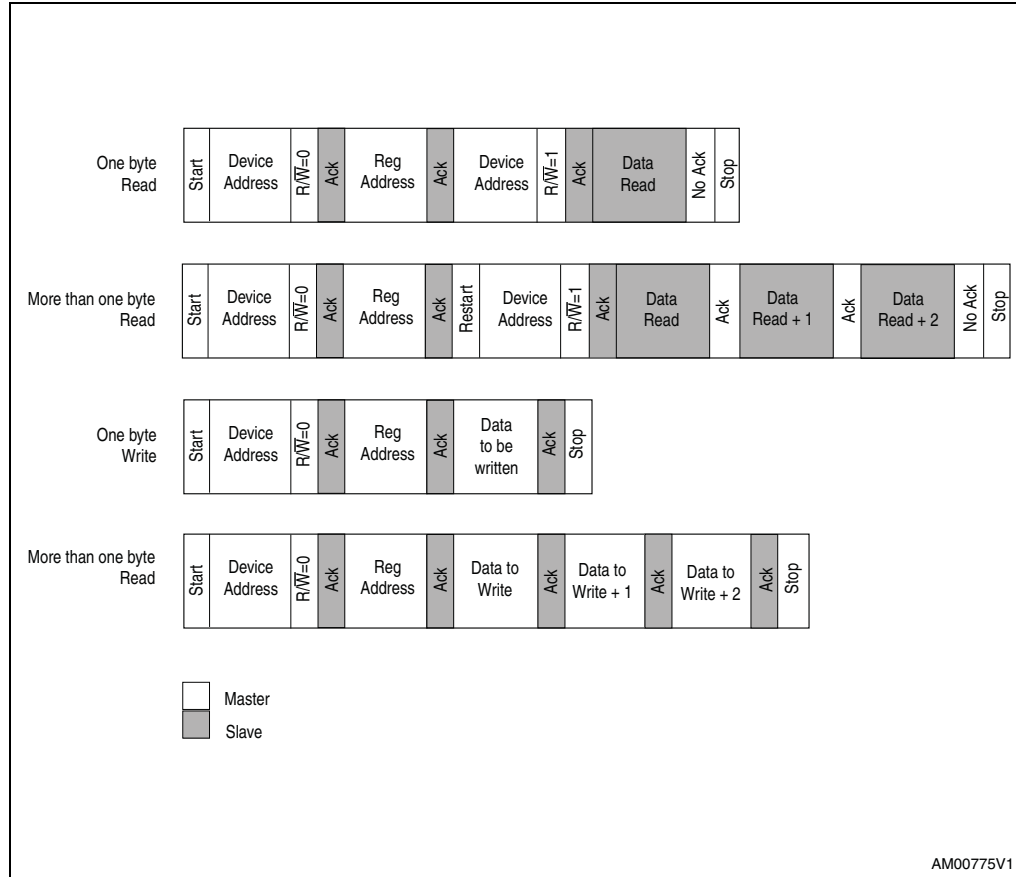 One byte
Read
Start
Device
Address
R/W̅=0
Ack
Reg
Address
Ack
Device
Address
R/W̅=1
Ack
Data
Read
No Ack
Stop
More than one byte
Read
Start
Device
Address
R/W̅=0
Ack
Reg
Address
Ack
Restart
Device
Address
R/W̅=1
Ack
Data
Read
Ack
Data
Read + 1
Ack
Data
Read + 2
No Ack
Stop
One byte
Write
Start
Device
Address
R/W̅=0
Ack
Reg
Address
Ack
Data
to be
written
Ack
Stop
More than one byte
Read
Start
Device
Address
R/W̅=0
Ack
Reg
Address
Ack
Data to
Write
Ack
Data to
Write + 1
Ack
Data to
Write + 2
Ack
Stop
Master
Slave
AM00775V1